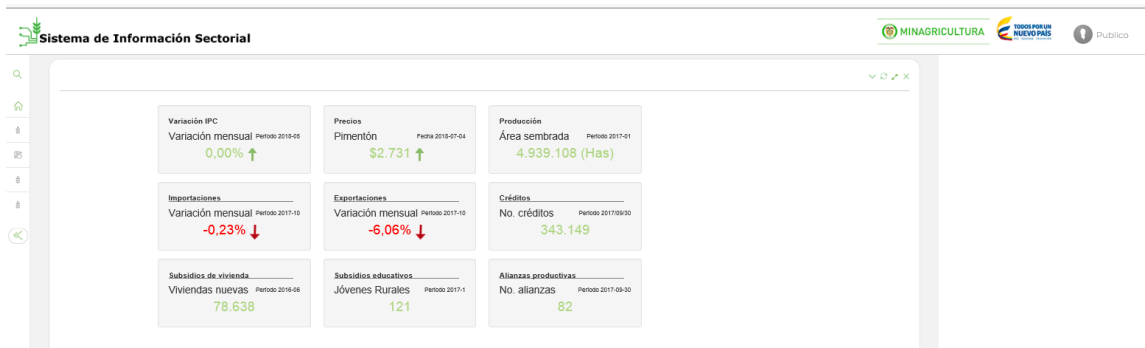 Sistema de Información Sectorial
MINAGRICULTURA
TODOS POR UN
NUEVO PAÍS
PAZ EQUIDAD EDUCACIÓN
Publico
Variación IPC
Variación mensual Periodo 2018-05
0,00%
Precios
Pimentón Fecha 2018-07-04
$2.731
Producción
Área sembrada Periodo 2017-01
4.939.108 (Has)
Importaciones
Variación mensual Periodo 2017-10
-0,23%
Exportaciones
Variación mensual Periodo 2017-10
-6,06%
Créditos
No. créditos Periodo 2017/09/30
343.149
Subsidios de vivienda
Viviendas nuevas Periodo 2016-06
78.638
Subsidios educativos
Jóvenes Rurales Periodo 2017-1
121
Alianzas productivas
No. alianzas Periodo 2017-09-30
82